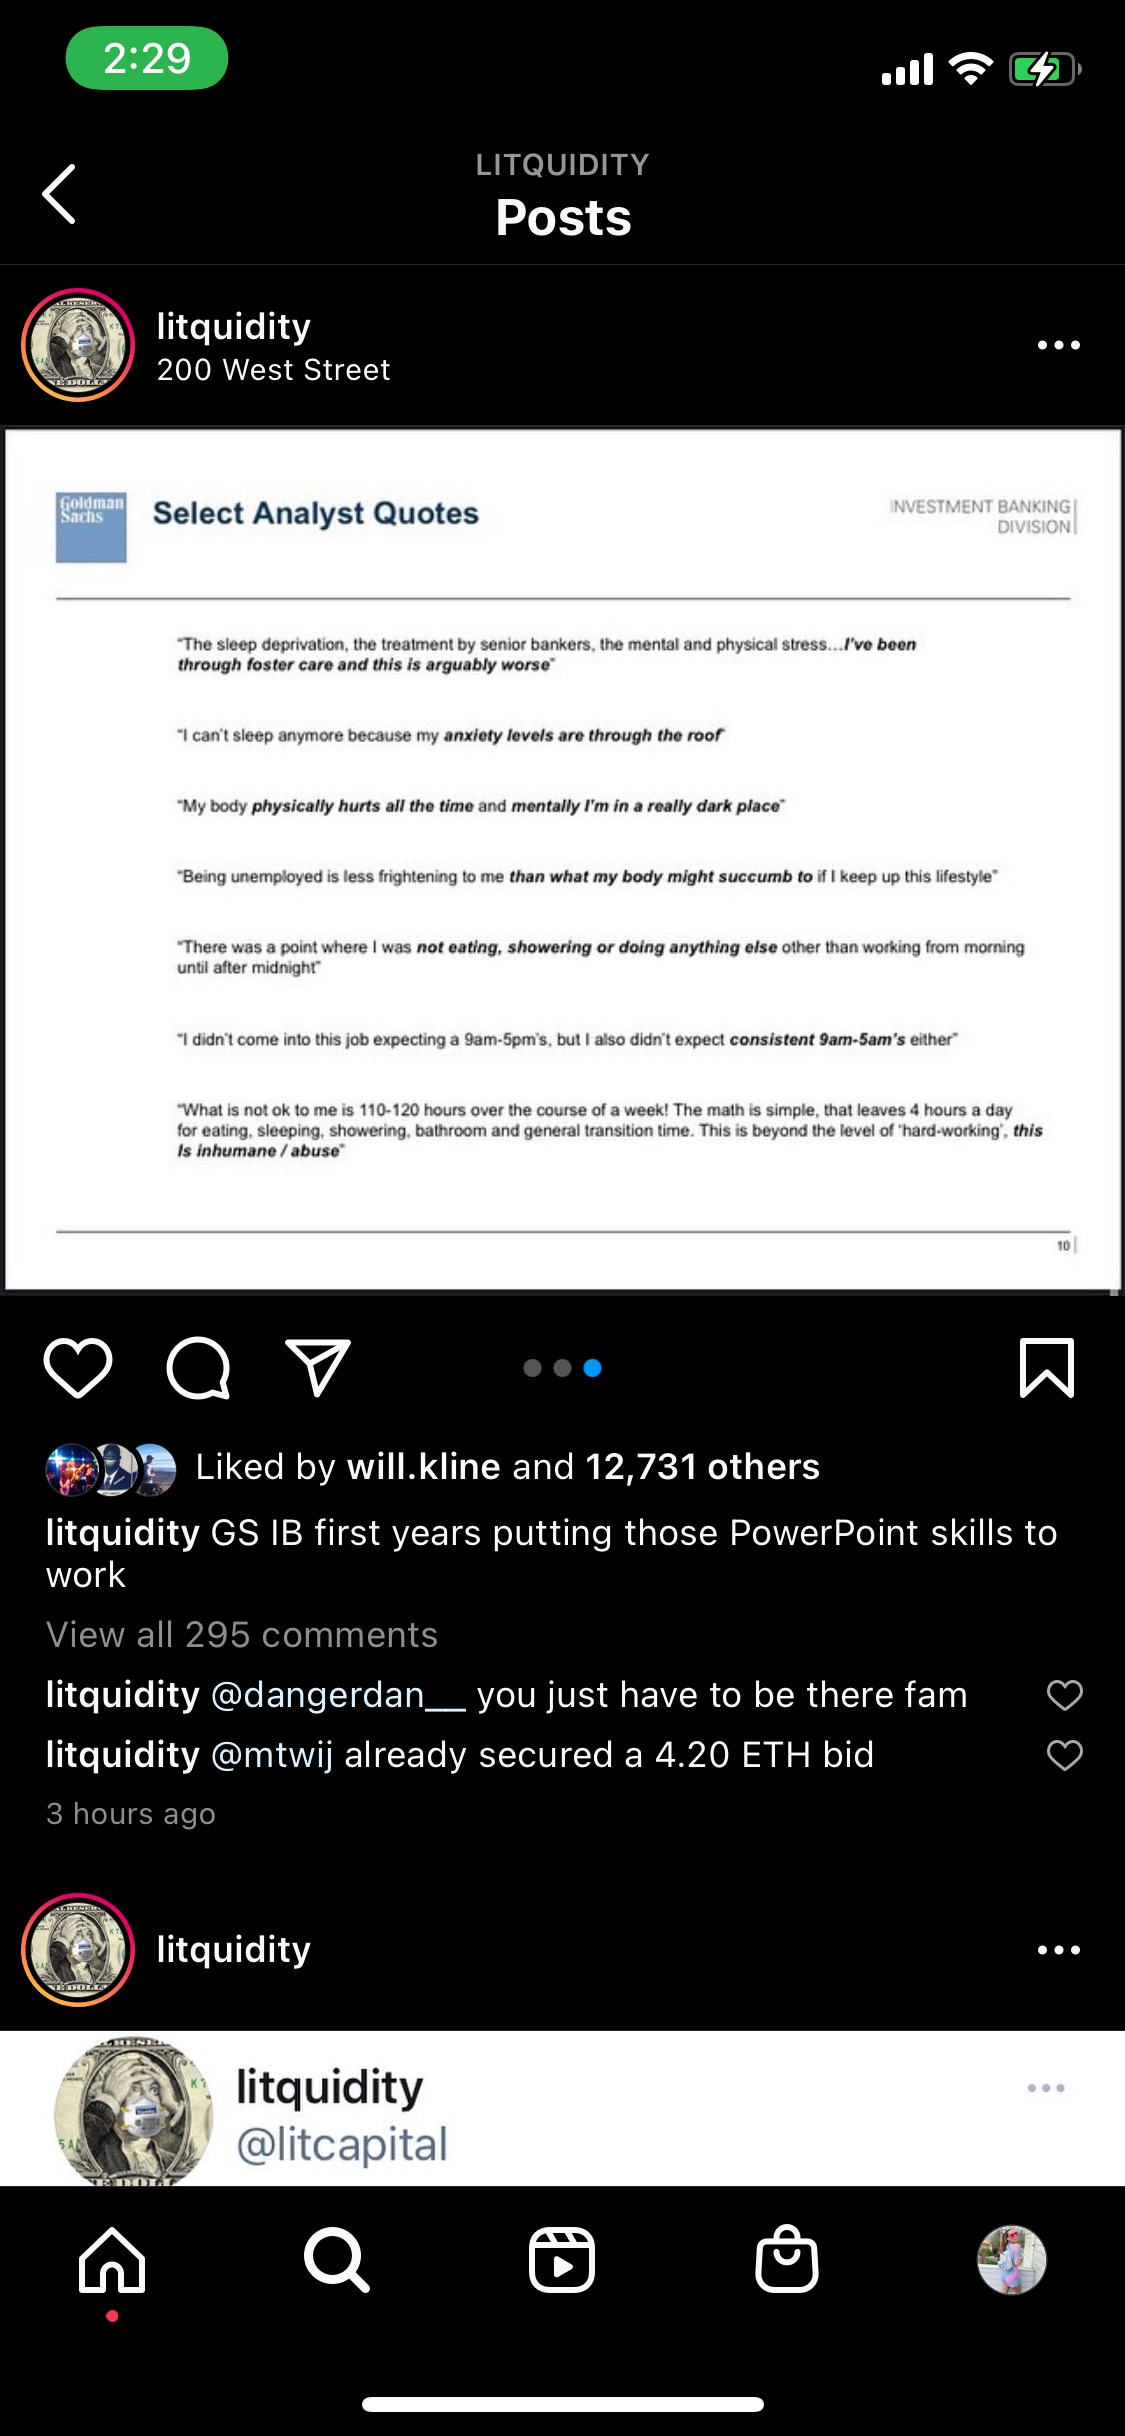 2:29
LITQUIDITY
Posts
litquidity
200 West Street
Goldman
Sachs
Select Analyst Quotes
INVESTMENT BANKING
DIVISION
"The sleep deprivation, the treatment by senior bankers, the mental and physical stress...I've been
through foster care and this is arguably worse"
"I can't sleep anymore because my anxiety levels are through the roof"
"My body physically hurts all the time and mentally I'm in a really dark place"
"Being unemployed is less frightening to me than what my body might succumb to if I keep up this lifestyle"
"There was a point where I was not eating, showering or doing anything else other than working from morning
until after midnight"
"I didn't come into this job expecting a 9am-5pm's, but I also didn't expect consistent 9am-5am's either"
"What is not ok to me is 110-120 hours over the course of a week! The math is simple, that leaves 4 hours a day
for eating, sleeping, showering, bathroom and general transition time. This is beyond the level of 'hard-working', this
Is inhumane / abuse"
10
Liked by will.kline and 12,731 others
litquidity GS IB first years putting those PowerPoint skills to
work
View all 295 comments
litquidity @dangerdan__ you just have to be there fam
litquidity @mtwij already secured a 4.20 ETH bid
3 hours ago
litquidity
litquidity
@litcapital